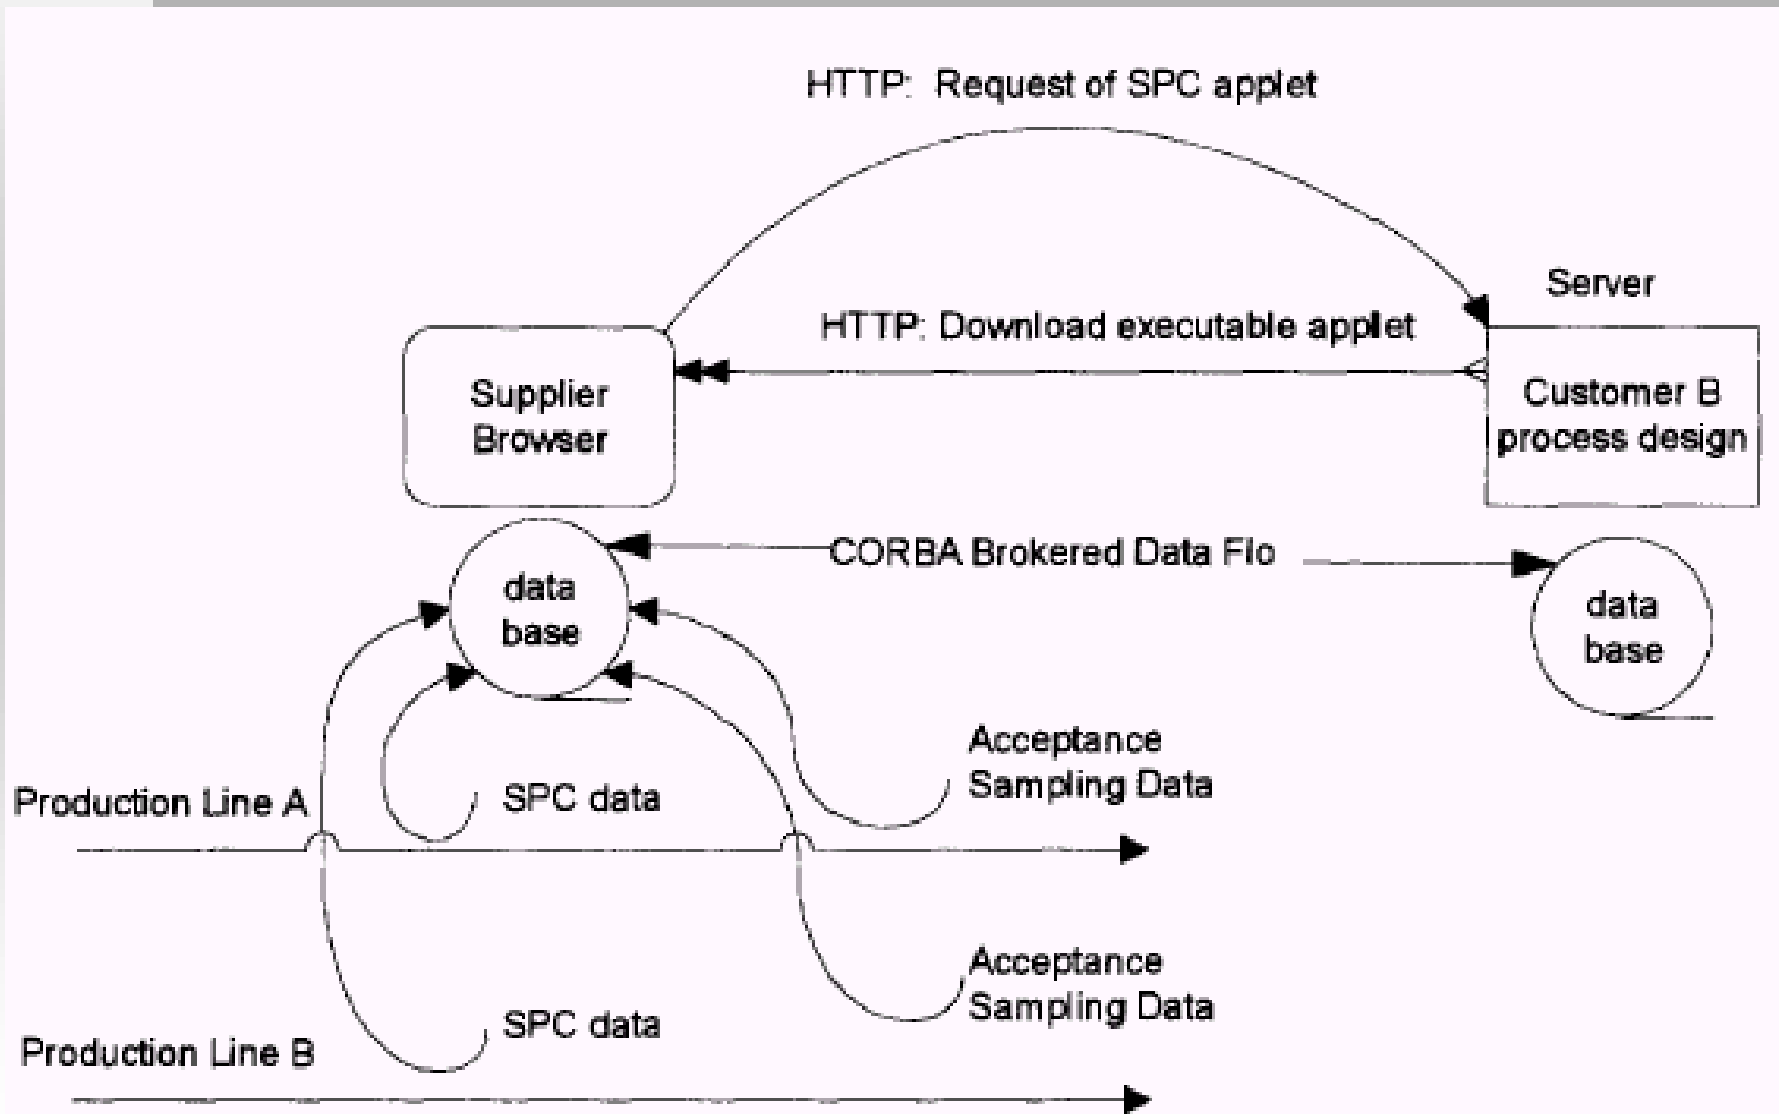 HTTP: Request of SPC applet
Server
HTTP: Download executable applet
Supplier
Browser
Customer B
process design
CORBA Brokered Data Flo
data
base
data
base
Acceptance
Sampling Data
Production Line A
SPC data
Acceptance
Sampling Data
SPC data
Production Line B